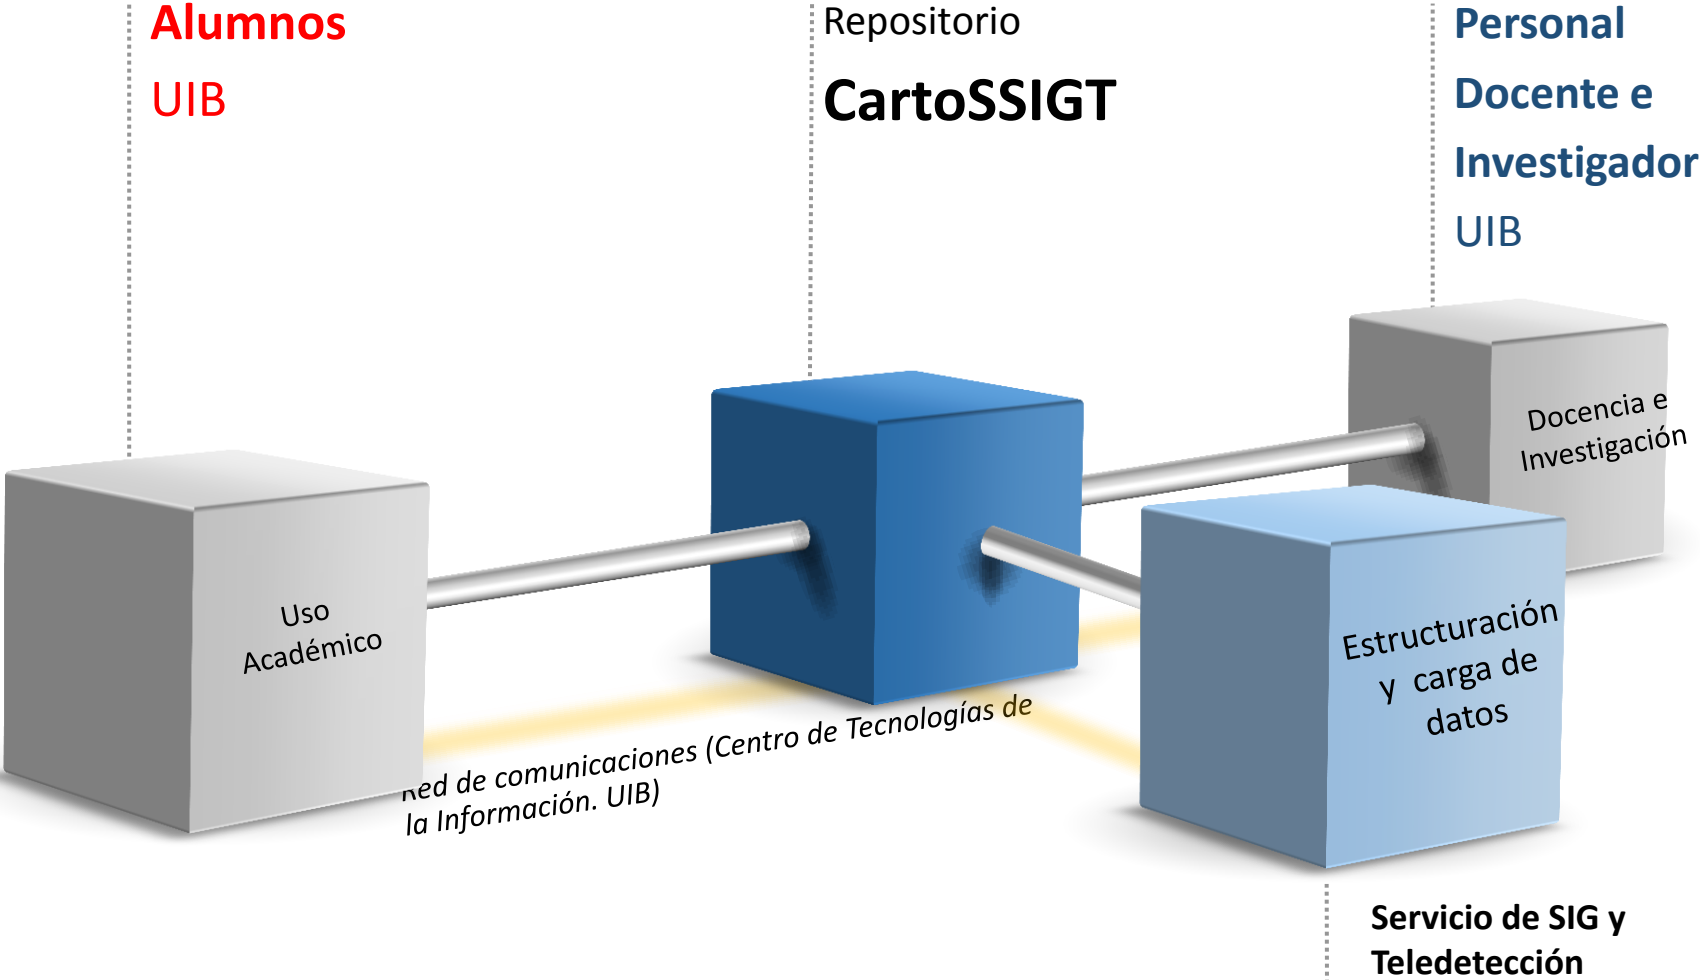 Alumnos
UIB
Repositorio
CartoSSIGT
Personal
Docente e
Investigador
UIB
Docencia e
Investigación
Uso
Académico
Estructuración
y carga de
datos
Red de comunicaciones (Centro de Tecnologías de
la Información. UIB)
Servicio de SIG y
Teledetección